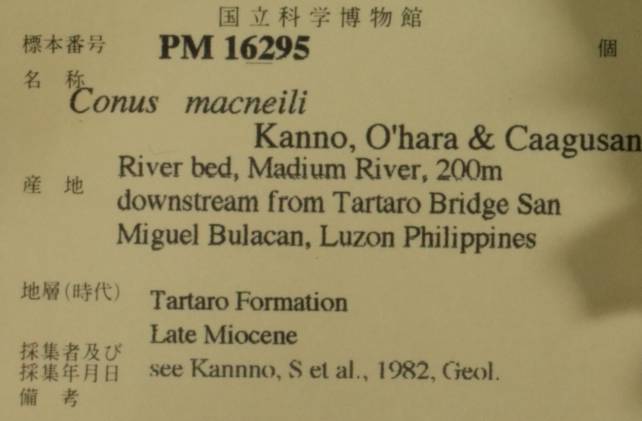 国立科学博物館
標本番号 PM 16295 個
名称
Conus macneili
Kanno, O'hara & Caagusan
産地 River bed, Madium River, 200m
downstream from Tartaro Bridge San
Miguel Bulacan, Luzon Philippines
地層(時代) Tartaro Formation
Late Miocene
採集者及び
採集年月日 see Kannno, S et al., 1982, Geol.
備考